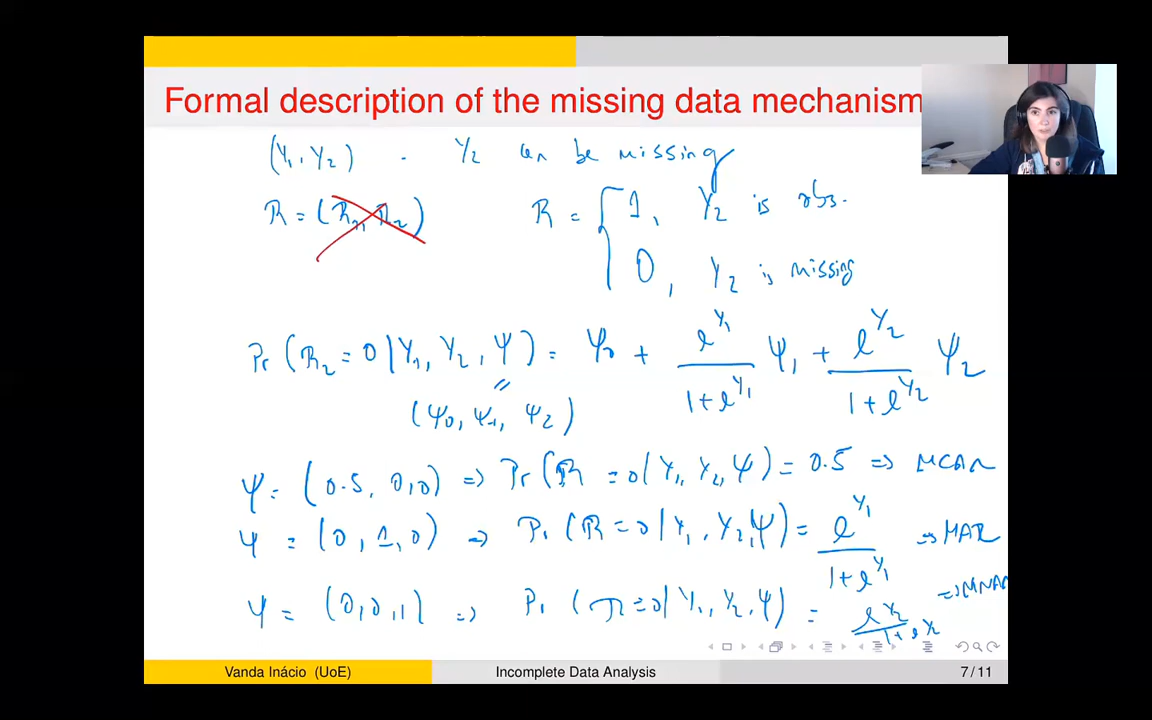 Formal description of the missing data mechanism
(Y₁, Y₂) . Y₂ can be missing
R = (R₁, R₂) R = { 1, Y₂ is obs.
0, Y₂ is missing
Pr (R₂ = 0 | Y₁, Y₂, ψ) = ψ₀ + e^Y₁ / (1 + e^Y₁) ψ₁ + e^Y₂ / (1 + e^Y₂) ψ₂
(ψ₀, ψ₁, ψ₂)
ψ = (0.5, 0, 0) => Pr (R = 0 | Y₁, Y₂, ψ) = 0.5 => MCAR
ψ = (0, 1, 0) => Pr (R = 0 | Y₁, Y₂, ψ) = e^Y₁ / (1 + e^Y₁) => MAR
ψ = (0, 0, 1) => Pr (R = 0 | Y₁, Y₂, ψ) = e^Y₂ / (1 + e^Y₂) => MNAR
Vanda Inácio (UoE) Incomplete Data Analysis 7 / 11